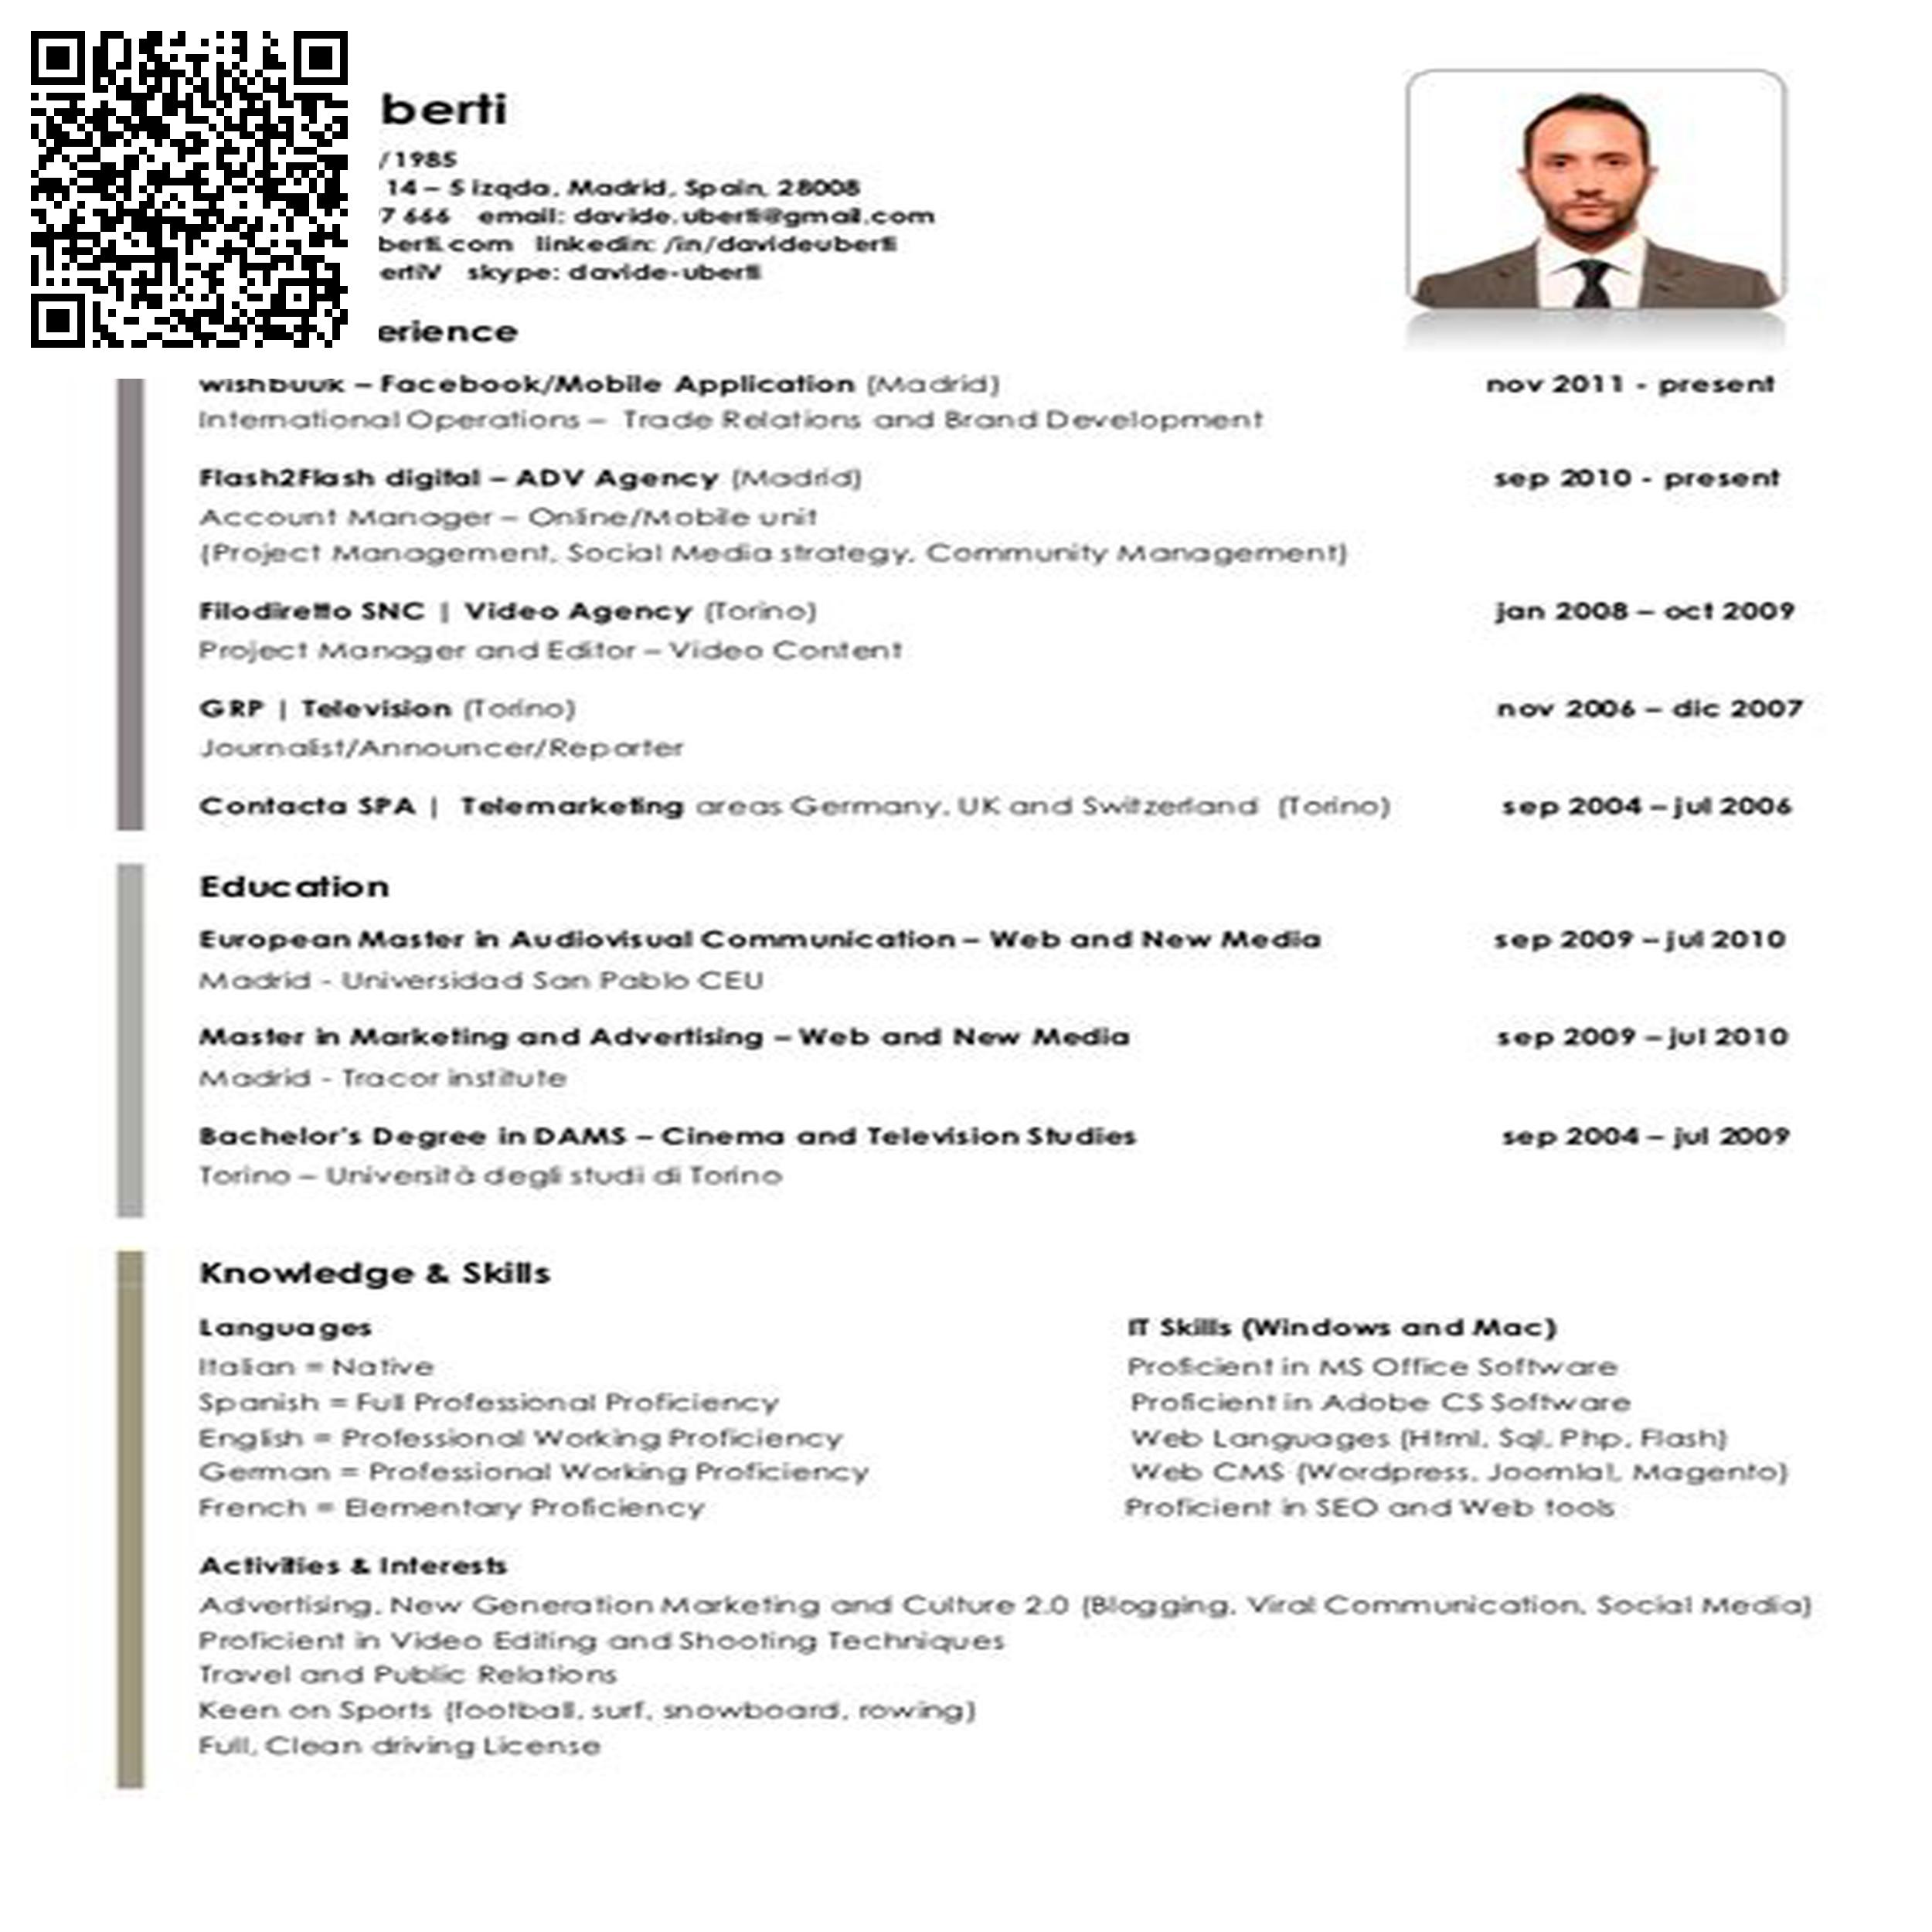 berti
/1985
14 – 5 izqda, Madrid, Spain, 28008
7 666 email: davide.uberti@gmail.com
berti.com linkedin: /in/davideuberti
ertiV skype: davide-uberti
erience
wishbuuk – Facebook/Mobile Application (Madrid) nov 2011 - present
International Operations – Trade Relations and Brand Development
Flash2Flash digital – ADV Agency (Madrid) sep 2010 - present
Account Manager – Online/Mobile unit
(Project Management, Social Media strategy, Community Management)
Filodiretto SNC | Video Agency (Torino) jan 2008 – oct 2009
Project Manager and Editor – Video Content
GRP | Television (Torino) nov 2006 – dic 2007
Journalist/Announcer/Reporter
Contacta SPA | Telemarketing areas Germany, UK and Switzerland (Torino) sep 2004 – jul 2006
Education
European Master in Audiovisual Communication – Web and New Media sep 2009 – jul 2010
Madrid - Universidad San Pablo CEU
Master in Marketing and Advertising – Web and New Media sep 2009 – jul 2010
Madrid - Tracor institute
Bachelor's Degree in DAMS – Cinema and Television Studies sep 2004 – jul 2009
Torino – Università degli studi di Torino
Knowledge & Skills
Languages
Italian = Native
Spanish = Full Professional Proficiency
English = Professional Working Proficiency
German = Professional Working Proficiency
French = Elementary Proficiency
IT Skills (Windows and Mac)
Proficient in MS Office Software
Proficient in Adobe CS Software
Web Languages (Html, Sql, Php, Flash)
Web CMS (Wordpress, Joomla!, Magento)
Proficient in SEO and Web tools
Activities & Interests
Advertising, New Generation Marketing and Culture 2.0 (Blogging, Viral Communication, Social Media)
Proficient in Video Editing and Shooting Techniques
Travel and Public Relations
Keen on Sports (football, surf, snowboard, rowing)
Full, Clean driving License